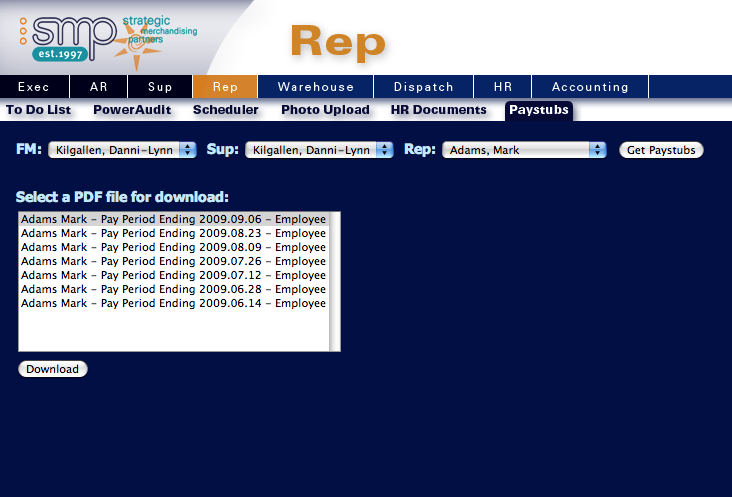 smp strategic merchandising partners
est.1997
Rep
Exec AR Sup Rep Warehouse Dispatch HR Accounting
To Do List PowerAudit Scheduler Photo Upload HR Documents Paystubs
FM: Kilgallen, Danni-Lynn Sup: Kilgallen, Danni-Lynn Rep: Adams, Mark Get Paystubs
Select a PDF file for download:
Adams Mark - Pay Period Ending 2009.09.06 - Employee
Adams Mark - Pay Period Ending 2009.08.23 - Employee
Adams Mark - Pay Period Ending 2009.08.09 - Employee
Adams Mark - Pay Period Ending 2009.07.26 - Employee
Adams Mark - Pay Period Ending 2009.07.12 - Employee
Adams Mark - Pay Period Ending 2009.06.28 - Employee
Adams Mark - Pay Period Ending 2009.06.14 - Employee
Download